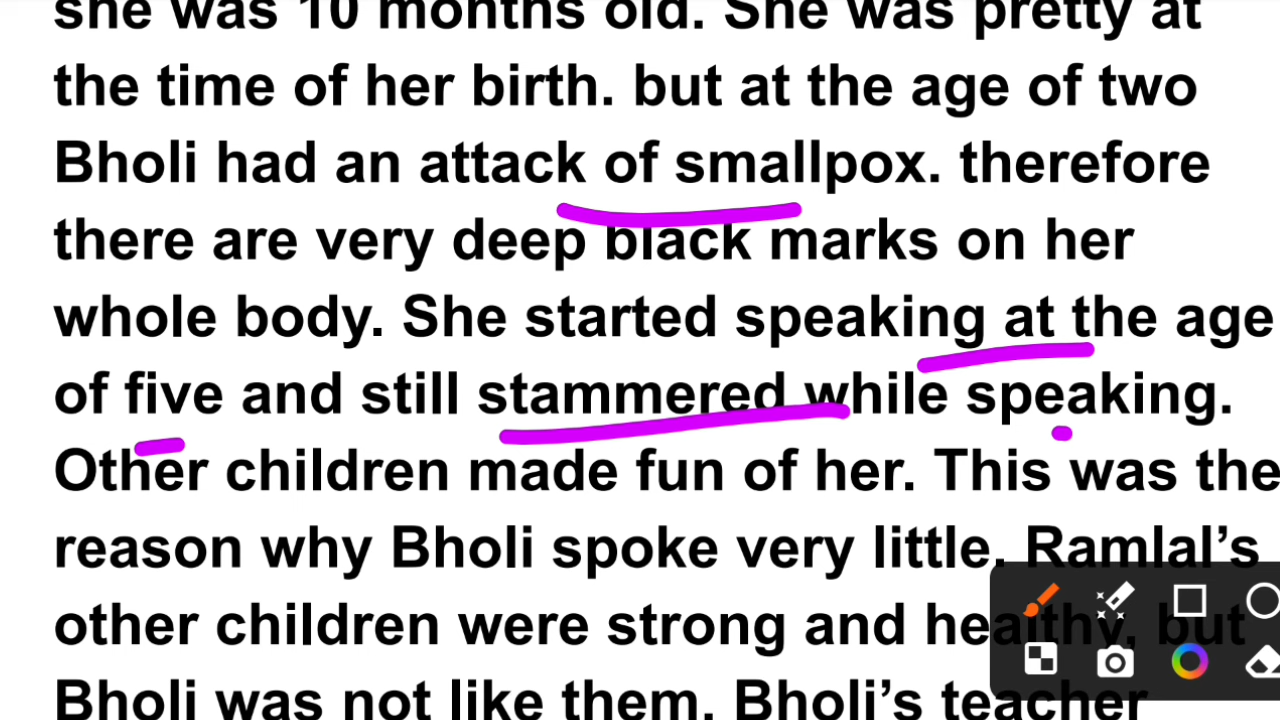 she was 10 months old. She was pretty at
the time of her birth. but at the age of two
Bholi had an attack of smallpox. therefore
there are very deep black marks on her
whole body. She started speaking at the age
of five and still stammered while speaking.
Other children made fun of her. This was the
reason why Bholi spoke very little. Ramlal's
other children were strong and healthy, but
Bholi was not like them. Bholi's teacher